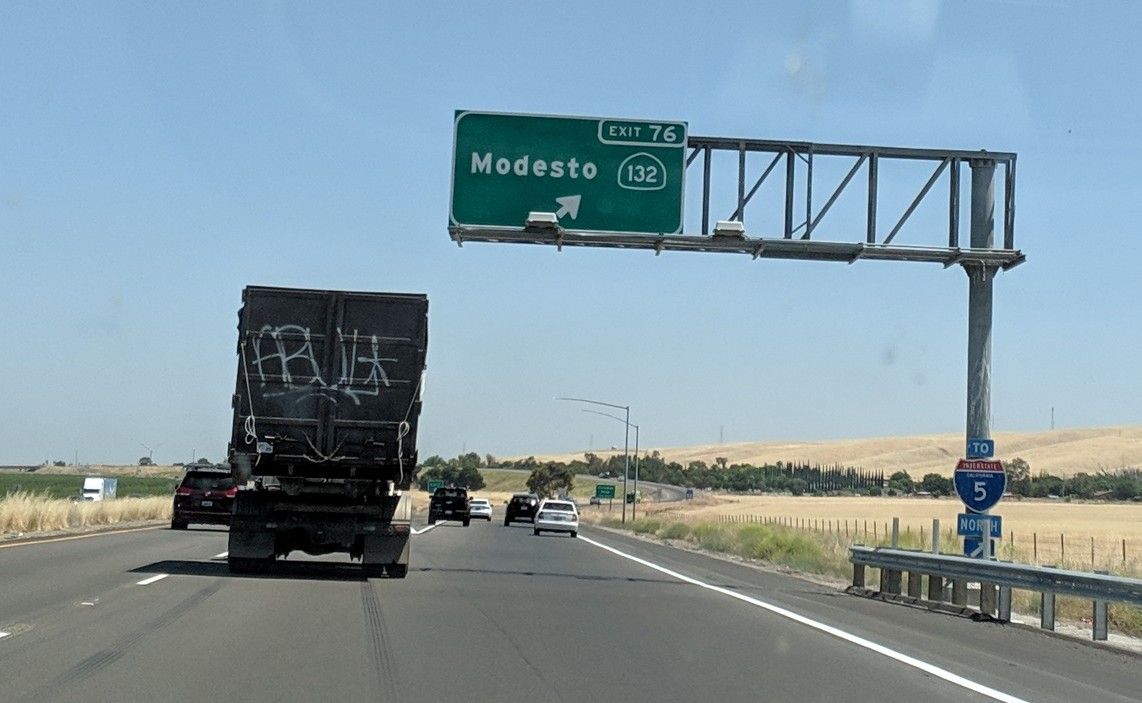 EXIT 76
Modesto 132
TO
INTERSTATE
CALIFORNIA
5
NORTH